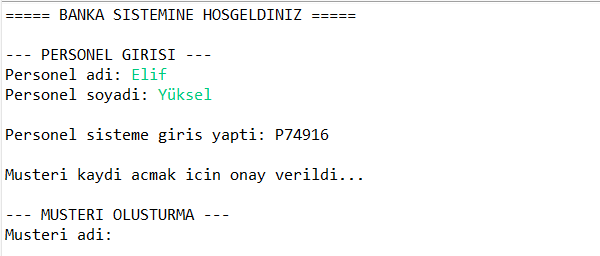 ===== BANKA SISTEMINE HOSGELDINIZ =====
--- PERSONEL GIRISI ---
Personel adi: Elif
Personel soyadi: Yüksel
Personel sisteme giris yapti: P74916
Musteri kaydi acmak icin onay verildi...
--- MUSTERI OLUSTURMA ---
Musteri adi: